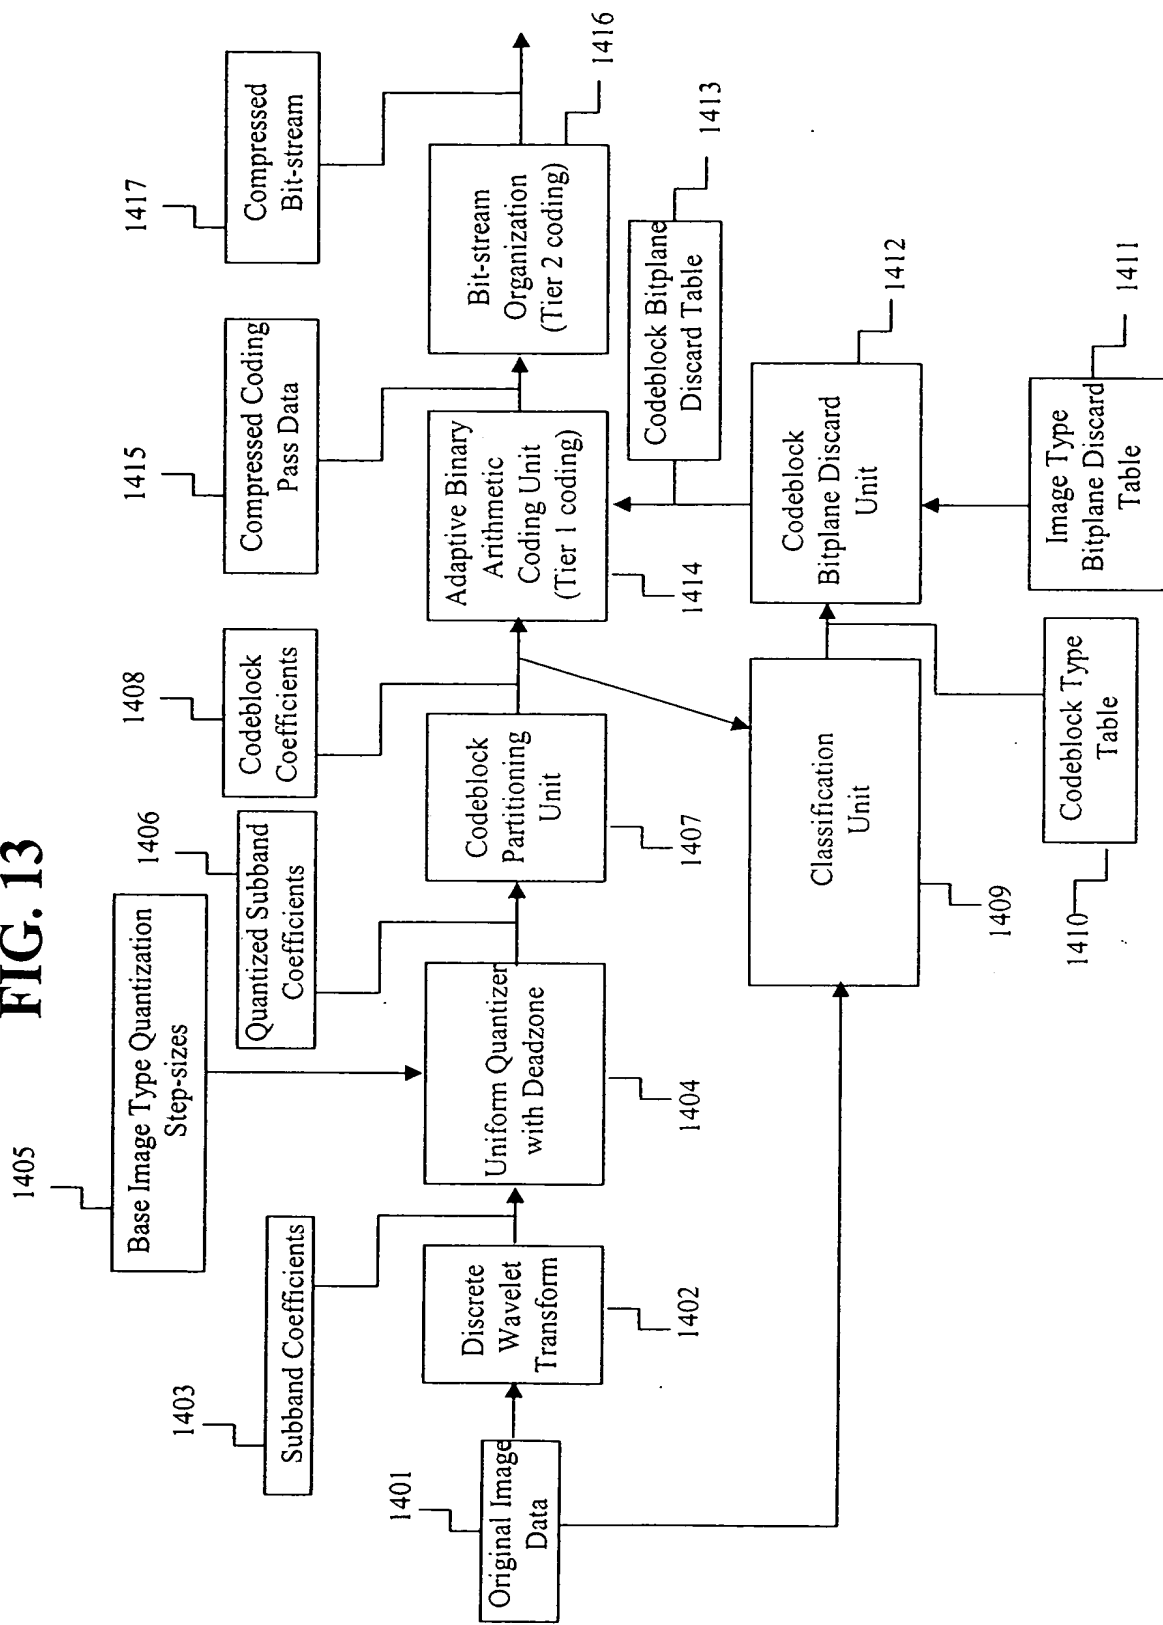 FIG. 13
1405
Base Image Type Quantization
Step-sizes
1403
Subband Coefficients
1406
Quantized Subband
Coefficients
1408
Codeblock
Coefficients
1415
Compressed Coding
Pass Data
1417
Compressed
Bit-stream
1401
Original Image
Data
Discrete
Wavelet
Transform
1402
Uniform Quantizer
with Deadzone
1404
Codeblock
Partitioning
Unit
1407
Adaptive Binary
Arithmetic
Coding Unit
(Tier 1 coding)
1414
Bit-stream
Organization
(Tier 2 coding)
1416
Codeblock Bitplane
Discard Table
1413
Classification
Unit
1409
Codeblock
Bitplane Discard
Unit
1412
1410
Codeblock Type
Table
Image Type
Bitplane Discard
Table
1411